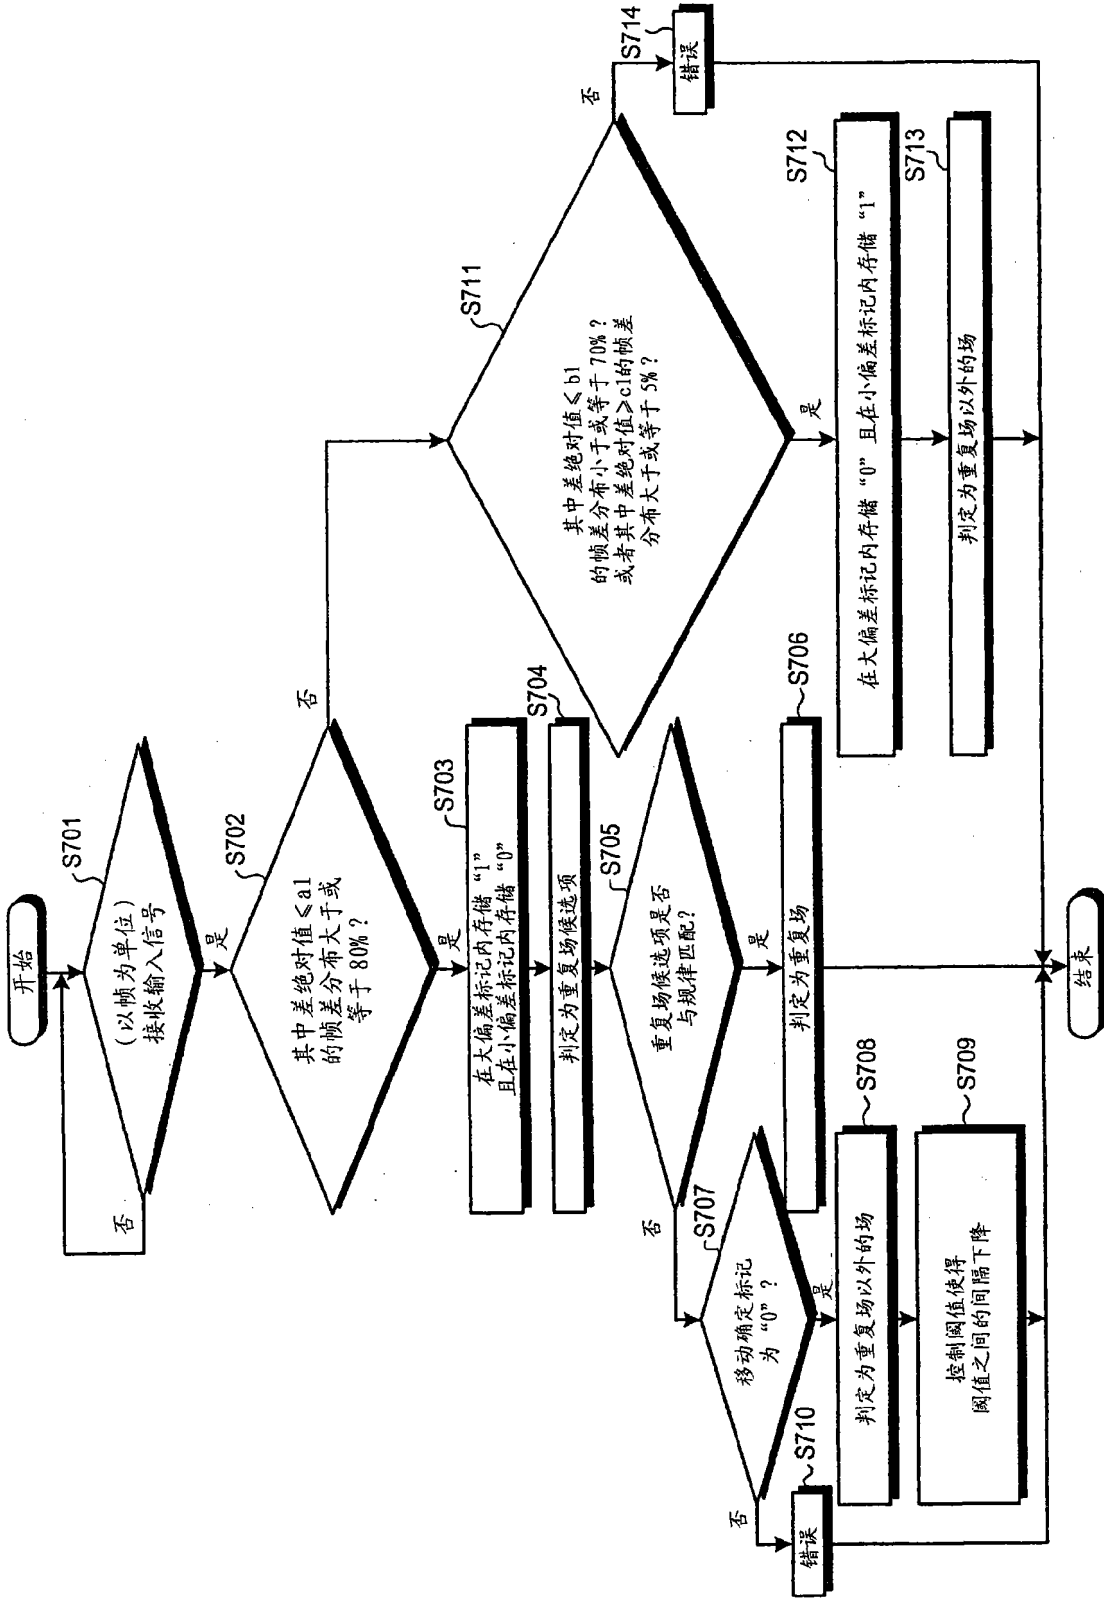 开始
S701
(以帧为单位)
接收输入信号
否
是
S702
其中差绝对值≤a1
的帧差分布大于或
等于80%?
否
是
S703
在大偏差标记内存储“1”
且在小偏差标记内存储“0”
S704
判定为重复场候选项
S705
重复场候选项是否
与规律匹配?
否
是
S706
判定为重复场
S707
移动确定标记
为“0”?
否
是
S708
判定为重复场以外的场
S709
控制阈值使得
阈值之间的间隔下降
S710
错误
S711
其中差绝对值≤b1
的帧差分布小于或等于70%?
或者其中差绝对值≥c1的帧差
分布大于或等于5%?
否
是
S712
在大偏差标记内存储“0”且在小偏差标记内存储“1”
S713
判定为重复场以外的场
S714
错误
结束